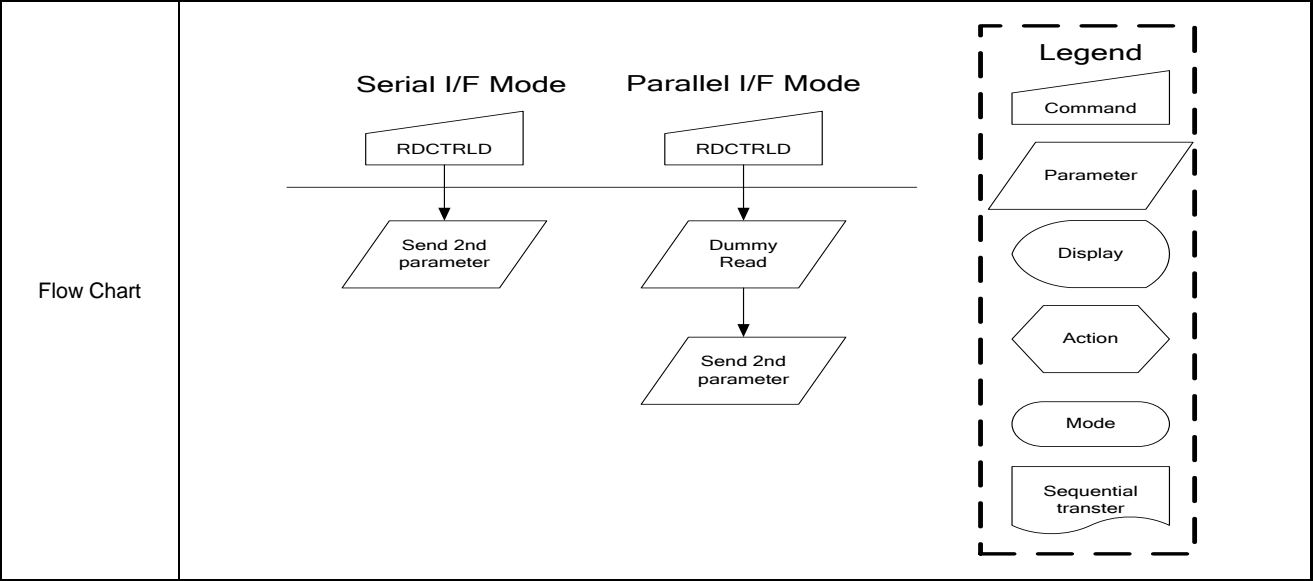 Flow Chart
Serial I/F Mode
RDCTRLD
Send 2nd
parameter
Parallel I/F Mode
RDCTRLD
Dummy
Read
Send 2nd
parameter
Legend
Command
Parameter
Display
Action
Mode
Sequential
transter